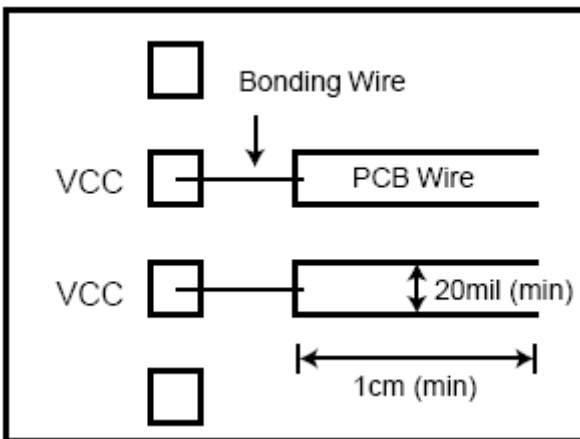 Bonding Wire
VCC
PCB Wire
VCC
20mil (min)
1cm (min)